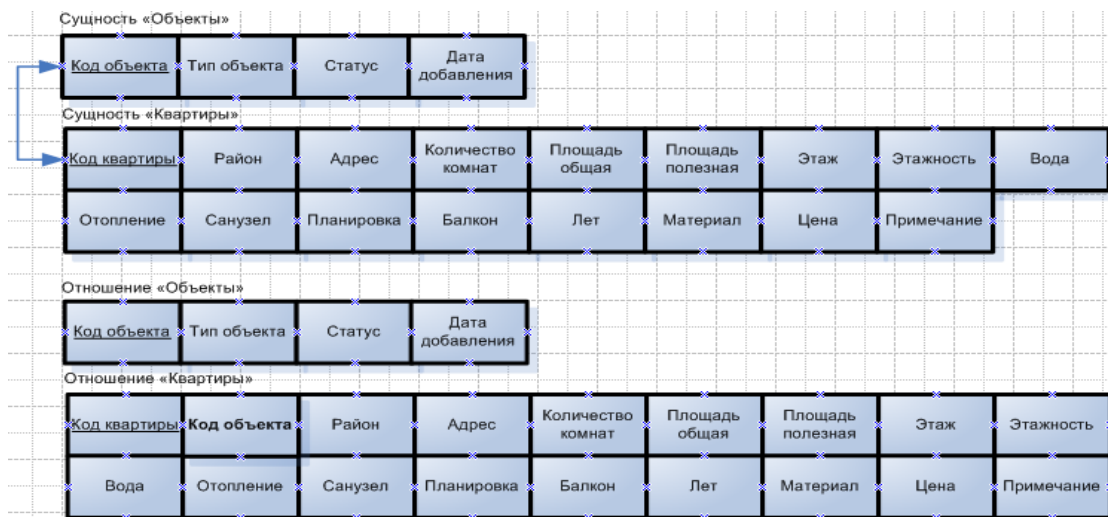 Сущность «Объекты»
Код объекта Тип объекта Статус Дата добавления
Сущность «Квартиры»
Код квартиры Район Адрес Количество комнат Площадь общая Площадь полезная Этаж Этажность Вода
Отопление Санузел Планировка Балкон Лет Материал Цена Примечание
Отношение «Объекты»
Код объекта Тип объекта Статус Дата добавления
Отношение «Квартиры»
Код квартиры Код объекта Район Адрес Количество комнат Площадь общая Площадь полезная Этаж Этажность
Вода Отопление Санузел Планировка Балкон Лет Материал Цена Примечание